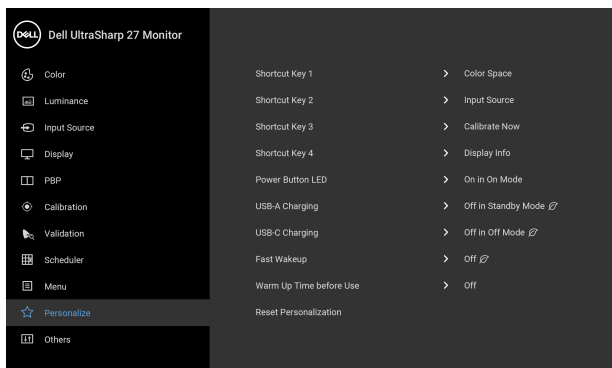 DELL Dell UltraSharp 27 Monitor
Color
Luminance
Input Source
Display
PBP
Calibration
Validation
Scheduler
Menu
Personalize
Others
Shortcut Key 1 > Color Space
Shortcut Key 2 > Input Source
Shortcut Key 3 > Calibrate Now
Shortcut Key 4 > Display Info
Power Button LED > On in On Mode
USB-A Charging > Off in Standby Mode
USB-C Charging > Off in Off Mode
Fast Wakeup > Off
Warm Up Time before Use > Off
Reset Personalization